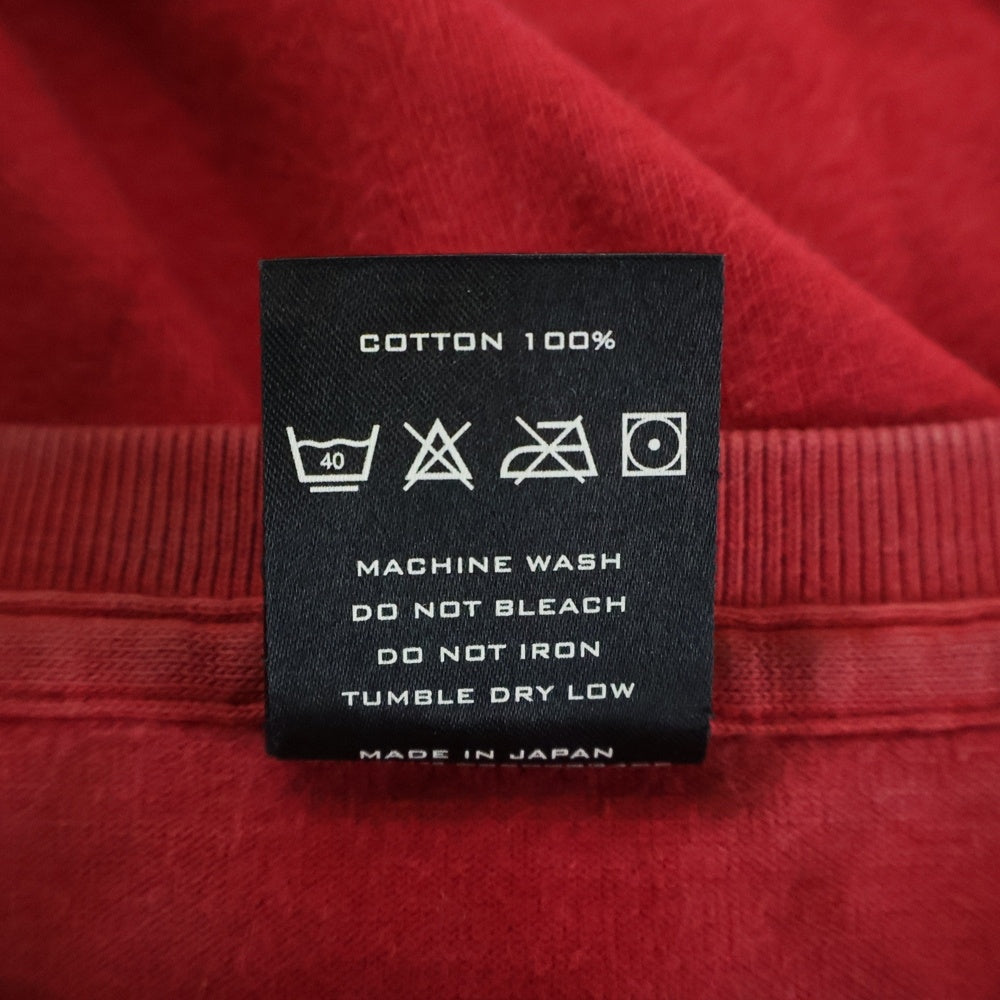 COTTON 100%
40
MACHINE WASH
DO NOT BLEACH
DO NOT IRON
TUMBLE DRY LOW
MADE IN JAPAN